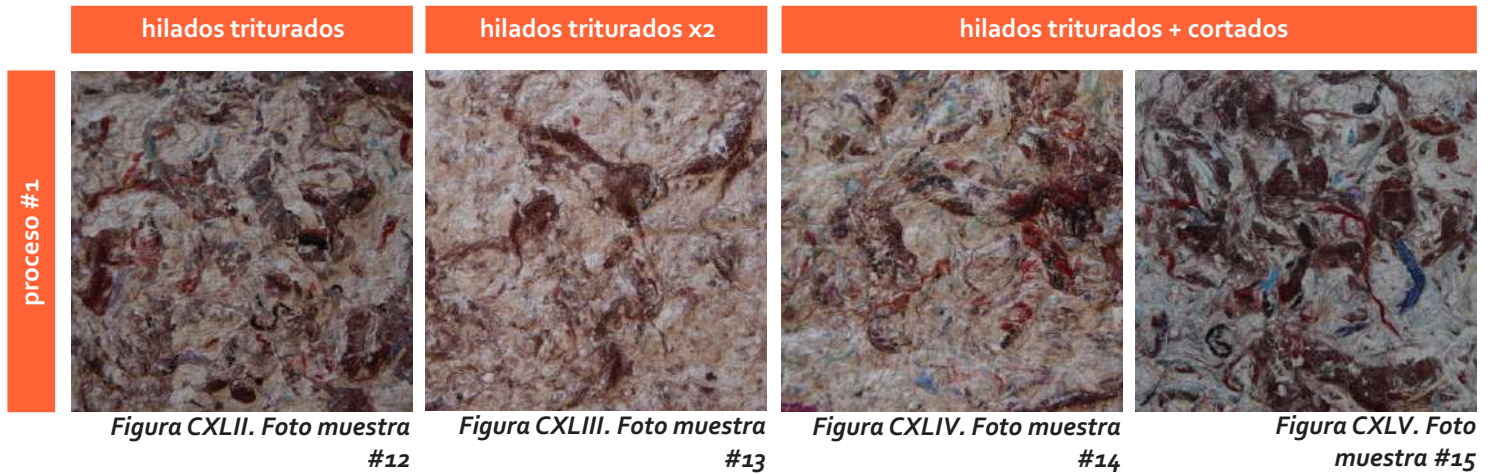 hilados triturados
hilados triturados x2
hilados triturados + cortados
proceso #1
Figura CXLII. Foto muestra
#12
Figura CXLIII. Foto muestra
#13
Figura CXLIV. Foto muestra
#14
Figura CXLV. Foto
muestra #15